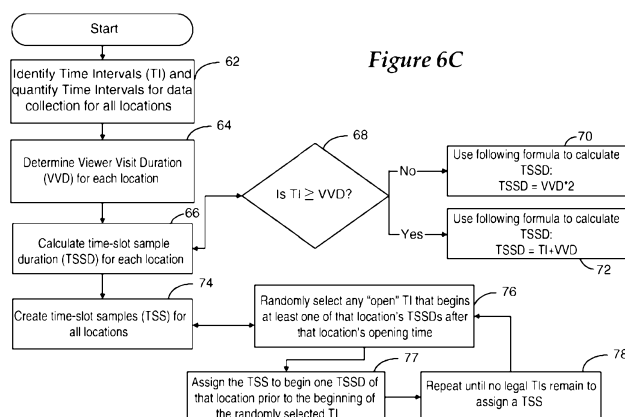 Start
Figure 6C
62
Identify Time Intervals (TI) and
quantify Time Intervals for data
collection for all locations
64
Determine Viewer Visit Duration
(VVD) for each location
66
Calculate time-slot sample
duration (TSSD) for each location
68
Is TI ≧ VVD?
No
Yes
70
Use following formula to calculate
TSSD:
TSSD = VVD*2
Use following formula to calculate
TSSD:
TSSD = TI+VVD
72
74
Create time-slot samples (TSS) for
all locations
76
Randomly select any "open" TI that begins
at least one of that location's TSSDs after
that location's opening time
77
Assign the TSS to begin one TSSD of
that location prior to the beginning
of the randomly selected TI
78
Repeat until no legal TIs remain to
assign a TSS